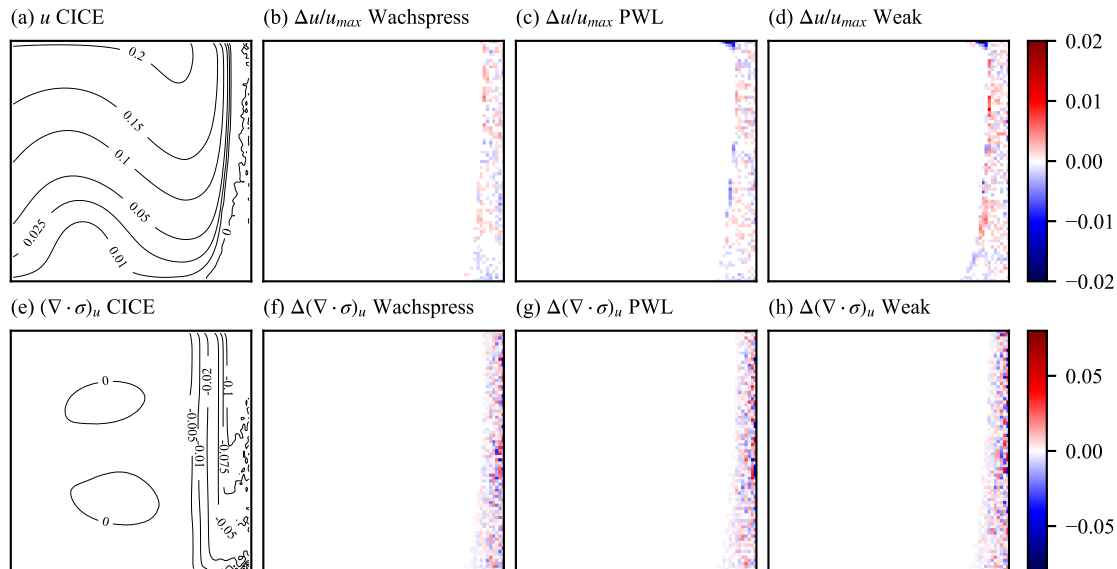 (a) u CICE
(b) Δu/u_max Wachspress
(c) Δu/u_max PWL
(d) Δu/u_max Weak
0.2
0.15
0.1
0.05
0.025
0.01
0
0.02
0.01
0.00
−0.01
−0.02
(e) (∇ · σ)_u CICE
(f) Δ(∇ · σ)_u Wachspress
(g) Δ(∇ · σ)_u PWL
(h) Δ(∇ · σ)_u Weak
0
0
-0.02
-0.1
-0.005
-0.01
-0.075
-0.05
0.05
0.00
−0.05